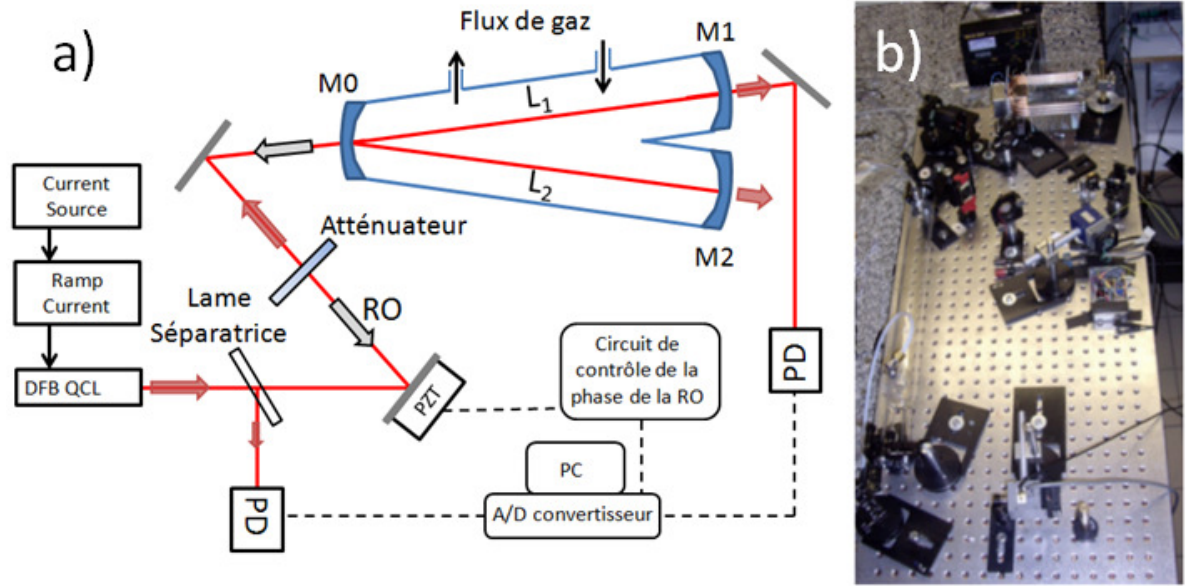 a)
Flux de gaz
M0
M1
L1
L2
M2
Current
Source
Ramp
Current
DFB QCL
Atténuateur
Lame
Séparatrice
RO
PZT
Circuit de
contrôle de la
phase de la RO
PD
PC
A/D convertisseur
PD
b)